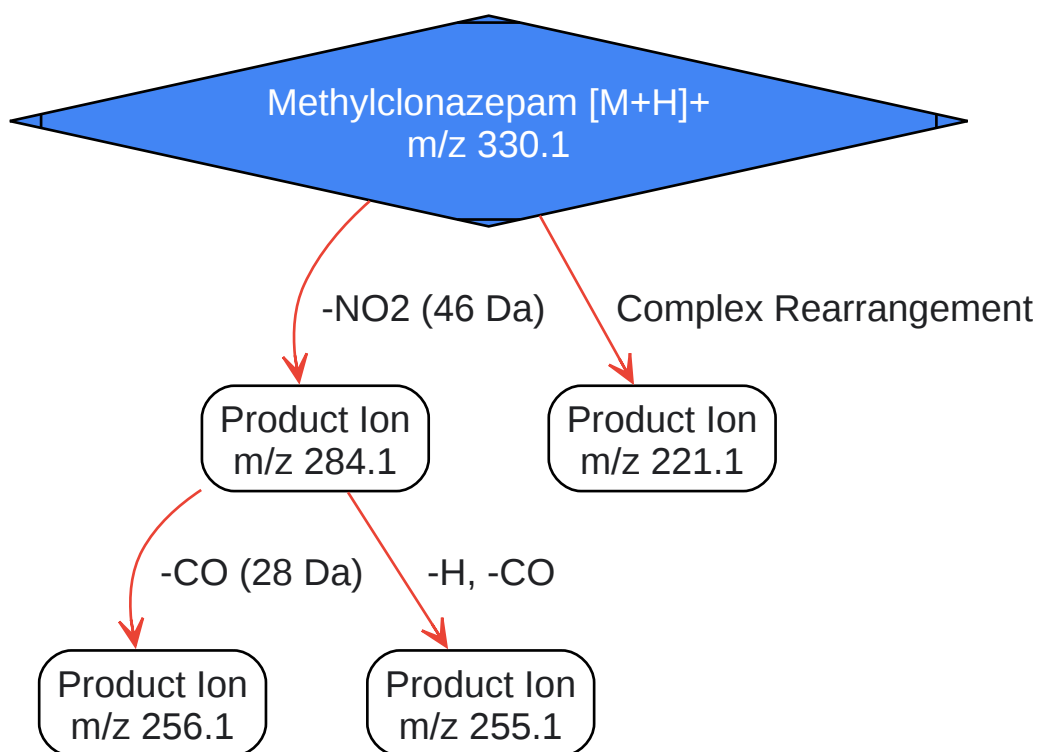 Methylclonazepam [M+H]+
m/z 330.1
-NO2 (46 Da)
Complex Rearrangement
Product Ion
m/z 284.1
Product Ion
m/z 221.1
-CO (28 Da)
-H, -CO
Product Ion
m/z 256.1
Product Ion
m/z 255.1